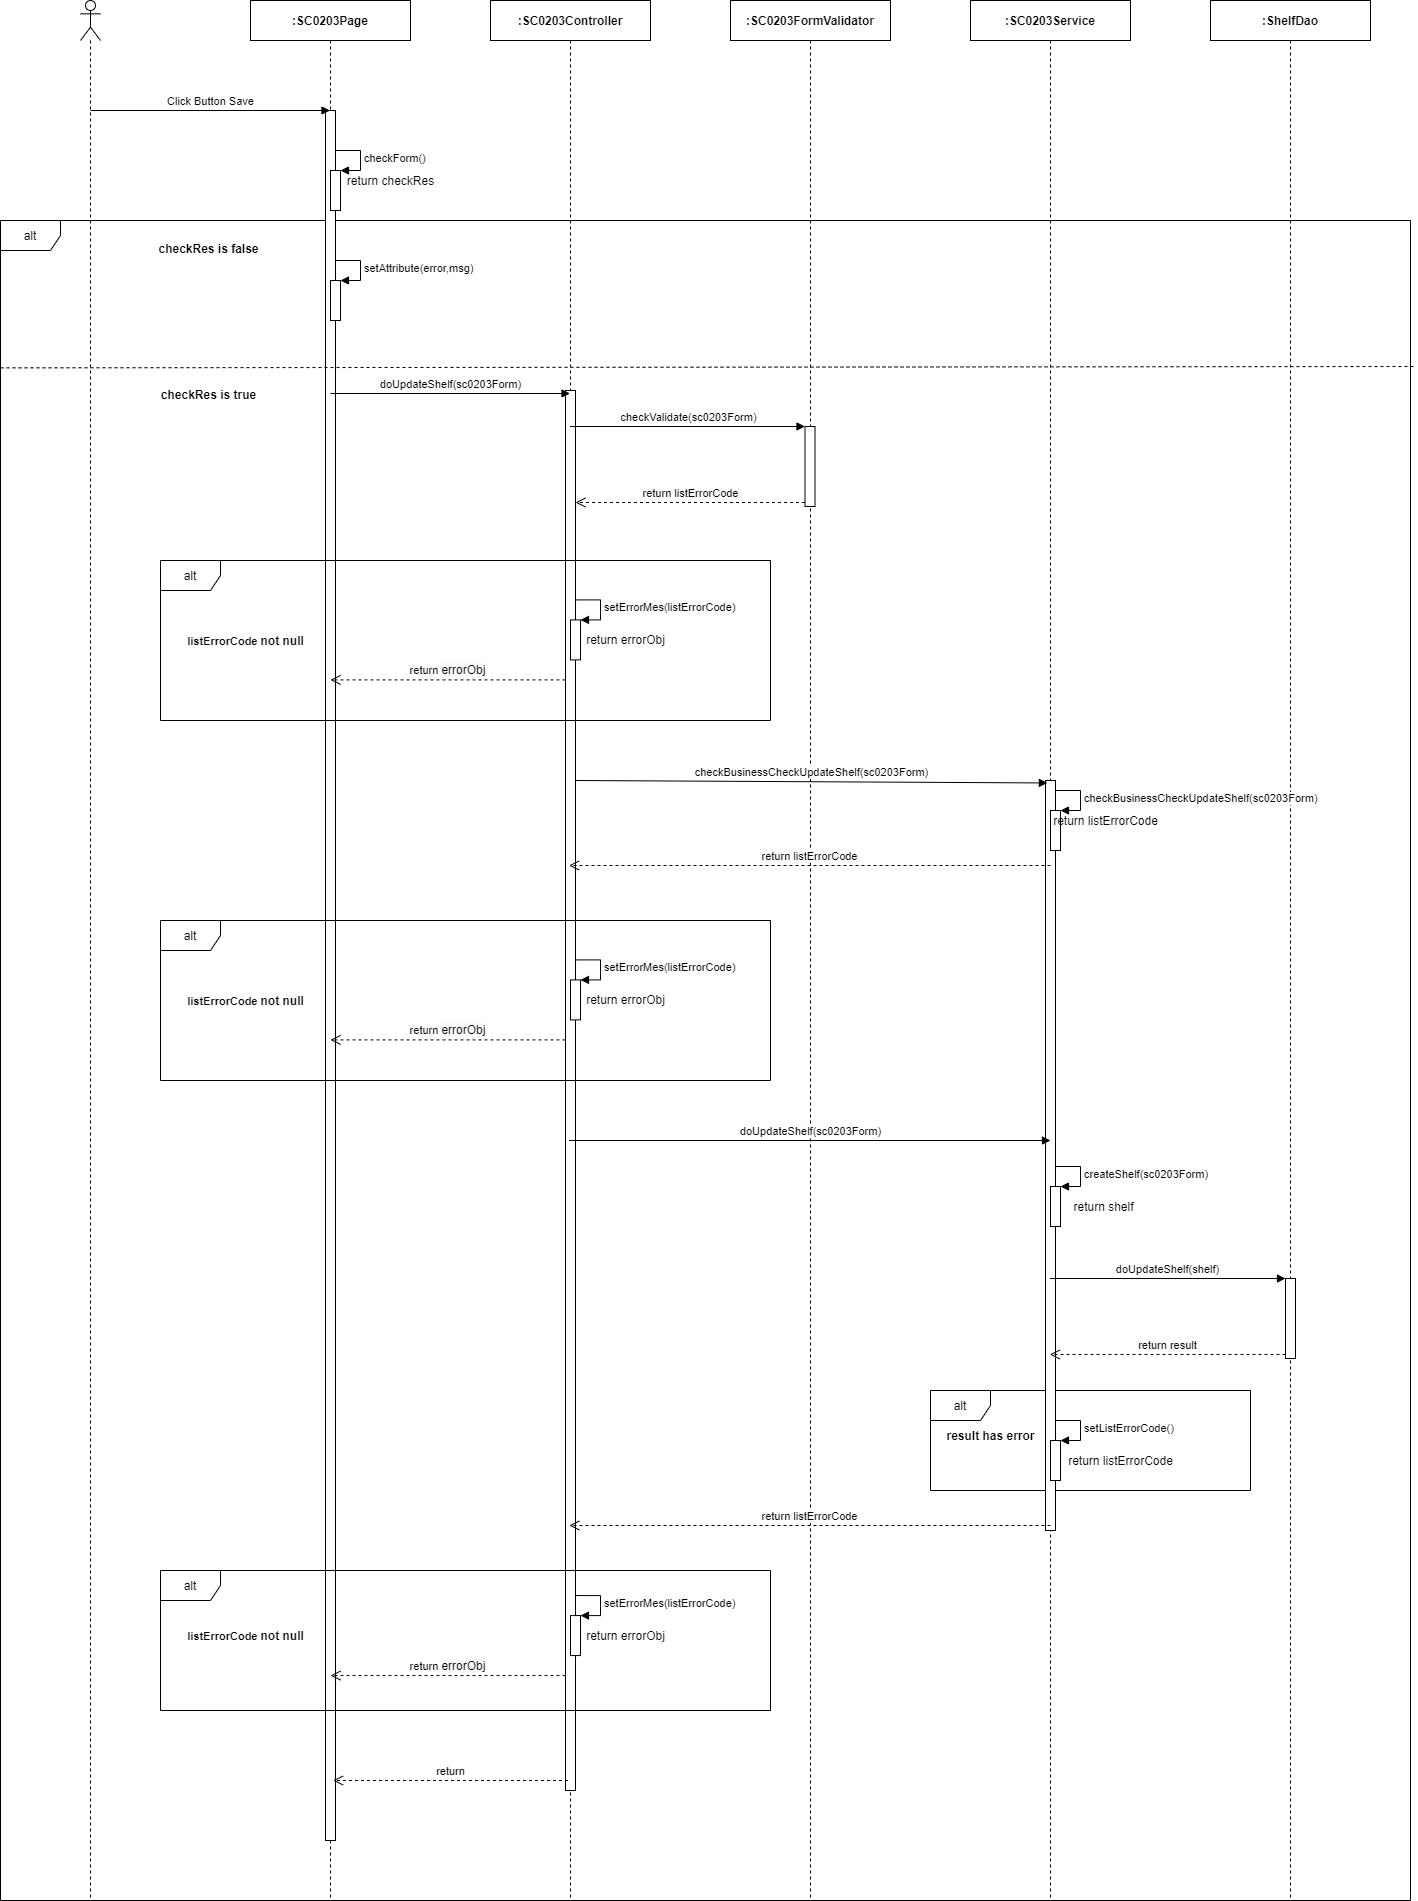 :SC0203Page
:SC0203Controller
:SC0203FormValidator
:SC0203Service
:ShelfDao
Click Button Save
checkForm()
return checkRes
alt
checkRes is false
setAttribute(error,msg)
checkRes is true
doUpdateShelf(sc0203Form)
checkValidate(sc0203Form)
return listErrorCode
alt
setErrorMes(listErrorCode)
listErrorCode not null
return errorObj
return errorObj
checkBusinessCheckUpdateShelf(sc0203Form)
checkBusinessCheckUpdateShelf(sc0203Form)
return listErrorCode
return listErrorCode
alt
setErrorMes(listErrorCode)
listErrorCode not null
return errorObj
return errorObj
doUpdateShelf(sc0203Form)
createShelf(sc0203Form)
return shelf
doUpdateShelf(shelf)
return result
alt
setListErrorCode()
result has error
return listErrorCode
return listErrorCode
alt
setErrorMes(listErrorCode)
listErrorCode not null
return errorObj
return errorObj
return